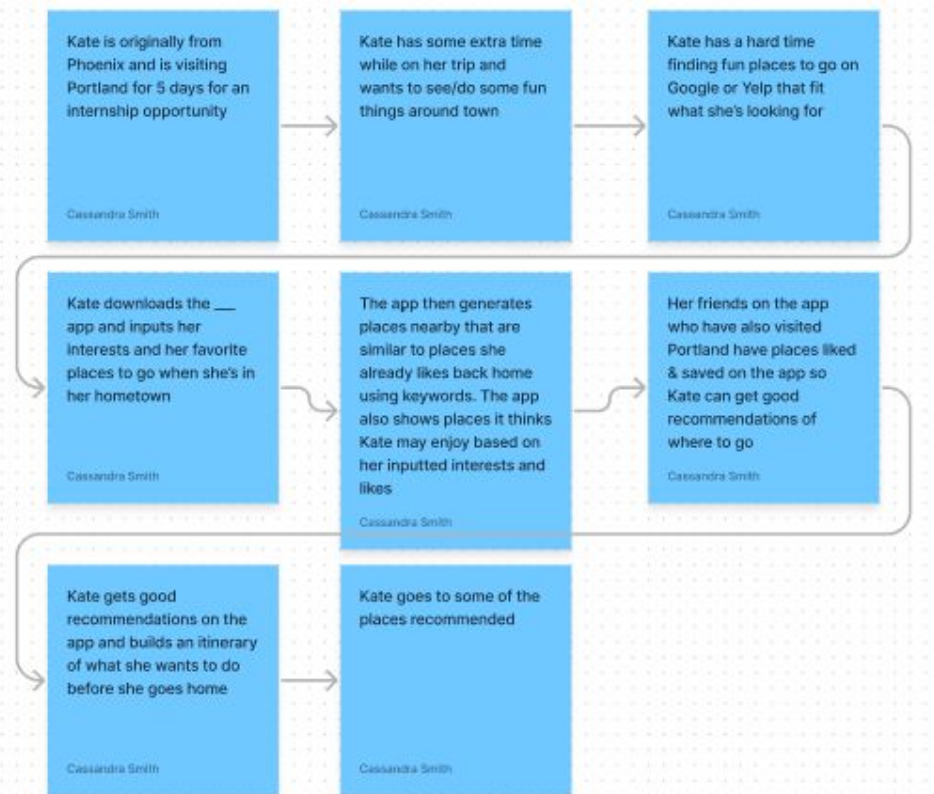 Kate is originally from
Phoenix and is visiting
Portland for 5 days for an
internship opportunity
Cassandra Smith
Kate has some extra time
while on her trip and
wants to see/do some fun
things around town
Cassandra Smith
Kate has a hard time
finding fun places to go on
Google or Yelp that fit
what she's looking for
Cassandra Smith
Kate downloads the ___
app and inputs her
interests and her favorite
places to go when she's in
her hometown
Cassandra Smith
The app then generates
places nearby that are
similar to places she
already likes back home
using keywords. The app
also shows places it thinks
Kate may enjoy based on
her inputted interests and
likes
Cassandra Smith
Her friends on the app
who have also visited
Portland have places liked
& saved on the app so
Kate can get good
recommendations of
where to go
Cassandra Smith
Kate gets good
recommendations on the
app and builds an itinerary
of what she wants to do
before she goes home
Cassandra Smith
Kate goes to some of the
places recommended
Cassandra Smith